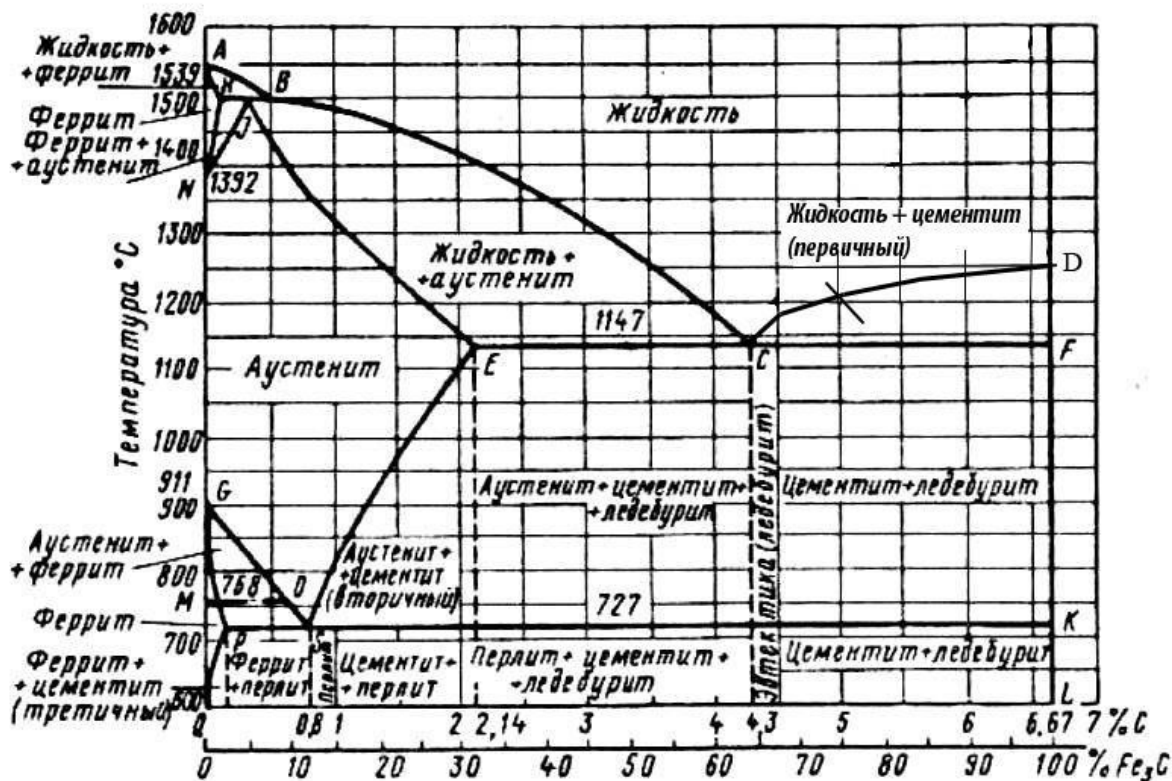 1600
Жидкость+
+феррит
A
1539
H
B
1500
Феррит
Феррит+
+аустенит
J
1400
N
1392
Жидкость
1300
Жидкость + цементит
(первичный)
D
Жидкость +
+аустенит
1200
1147
Температура °С
Аустенит
E
C
F
1100
1000
911
G
900
Аустенит+цементит+
+ледебурит
Цементит+ледебурит
Эвтектика(ледебурит)
Аустенит+
+феррит
800
768
O
Аустенит+
+цементит
(вторичный)
M
727
Феррит
700
P
S
K
Феррит+
+цементит
(третичный)
600
Феррит
+перлит
Перлит
Цементит+
+перлит
Перлит+цементит+
+ледебурит
Цементит+ледебурит
L
0 0,8 1 2 2,14 3 4 4,3 5 6 6,67 7 % С
0 10 20 30 40 50 60 70 80 90 100 % Fe3C